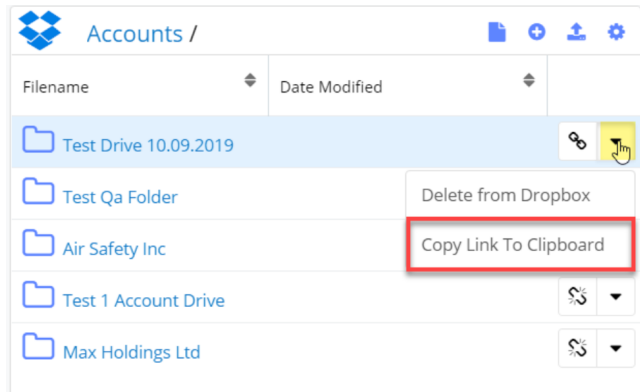 Accounts /
Filename Date Modified
Test Drive 10.09.2019
Test Qa Folder
Delete from Dropbox
Air Safety Inc
Copy Link To Clipboard
Test 1 Account Drive
Max Holdings Ltd